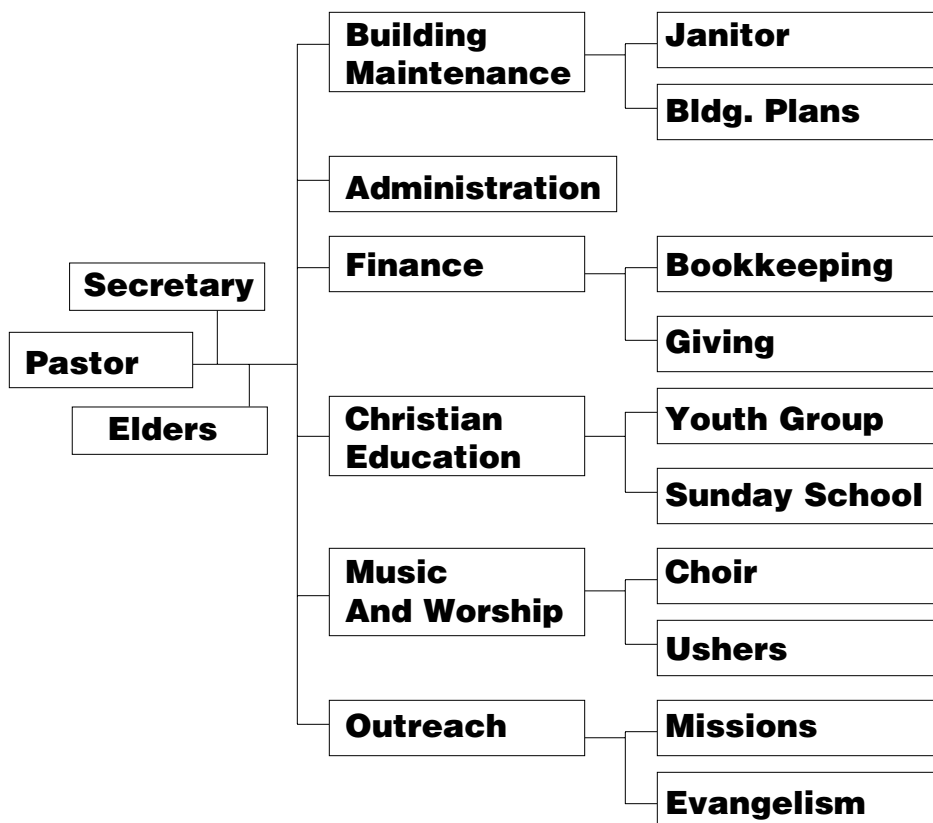 Secretary
Pastor
Elders
Building
Maintenance
Janitor
Bldg. Plans
Administration
Finance
Bookkeeping
Giving
Christian
Education
Youth Group
Sunday School
Music
And Worship
Choir
Ushers
Outreach
Missions
Evangelism